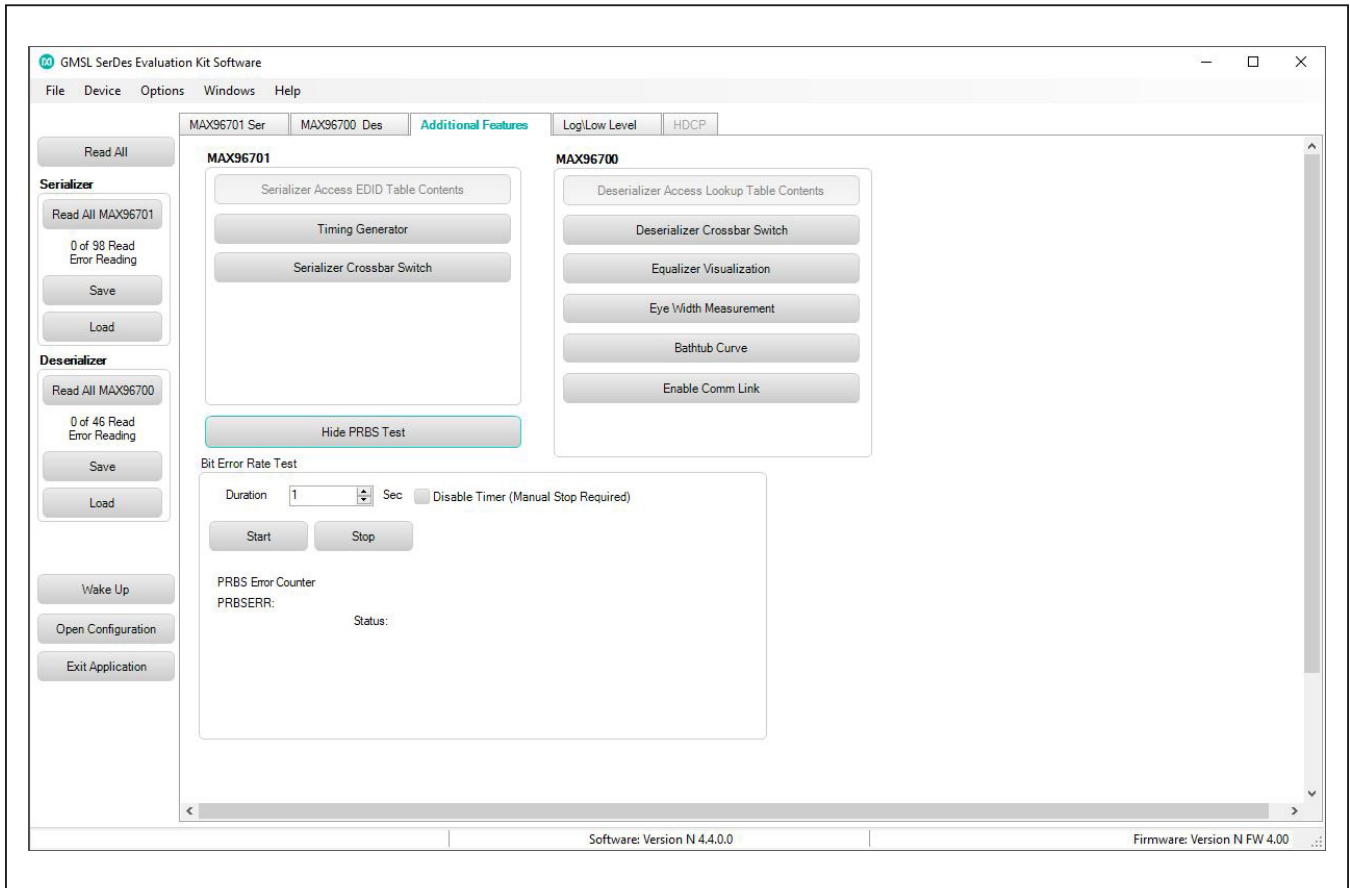 GMSL SerDes Evaluation Kit Software
File Device Options Windows Help
MAX96701 Ser MAX96700 Des Additional Features Log\Low Level HDCP
Read All
Serializer
Read All MAX96701
0 of 98 Read
Error Reading
Save
Load
Deserializer
Read All MAX96700
0 of 46 Read
Error Reading
Save
Load
Wake Up
Open Configuration
Exit Application
MAX96701
Serializer Access EDID Table Contents
Timing Generator
Serializer Crossbar Switch
Hide PRBS Test
MAX96700
Deserializer Access Lookup Table Contents
Deserializer Crossbar Switch
Equalizer Visualization
Eye Width Measurement
Bathtub Curve
Enable Comm Link
Bit Error Rate Test
Duration 1 Sec Disable Timer (Manual Stop Required)
Start Stop
PRBS Error Counter
PRBSERR:
Status:
Software: Version N 4.4.0.0 Firmware: Version N FW 4.00